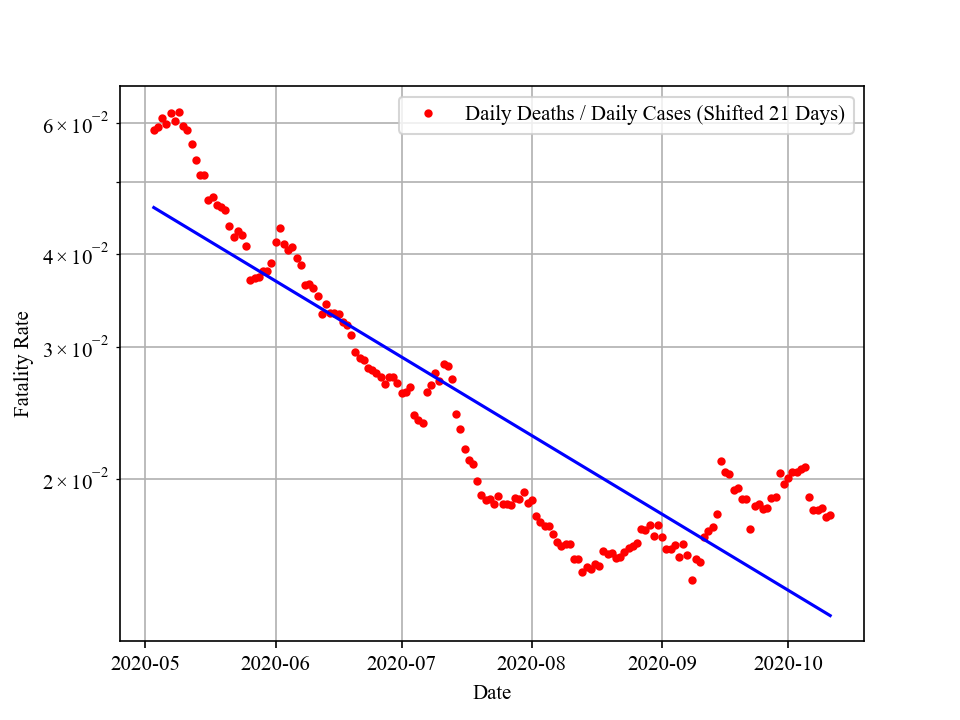 Daily Deaths / Daily Cases (Shifted 21 Days)
6 × 10⁻²
4 × 10⁻²
3 × 10⁻²
2 × 10⁻²
Fatality Rate
2020-05 2020-06 2020-07 2020-08 2020-09 2020-10
Date